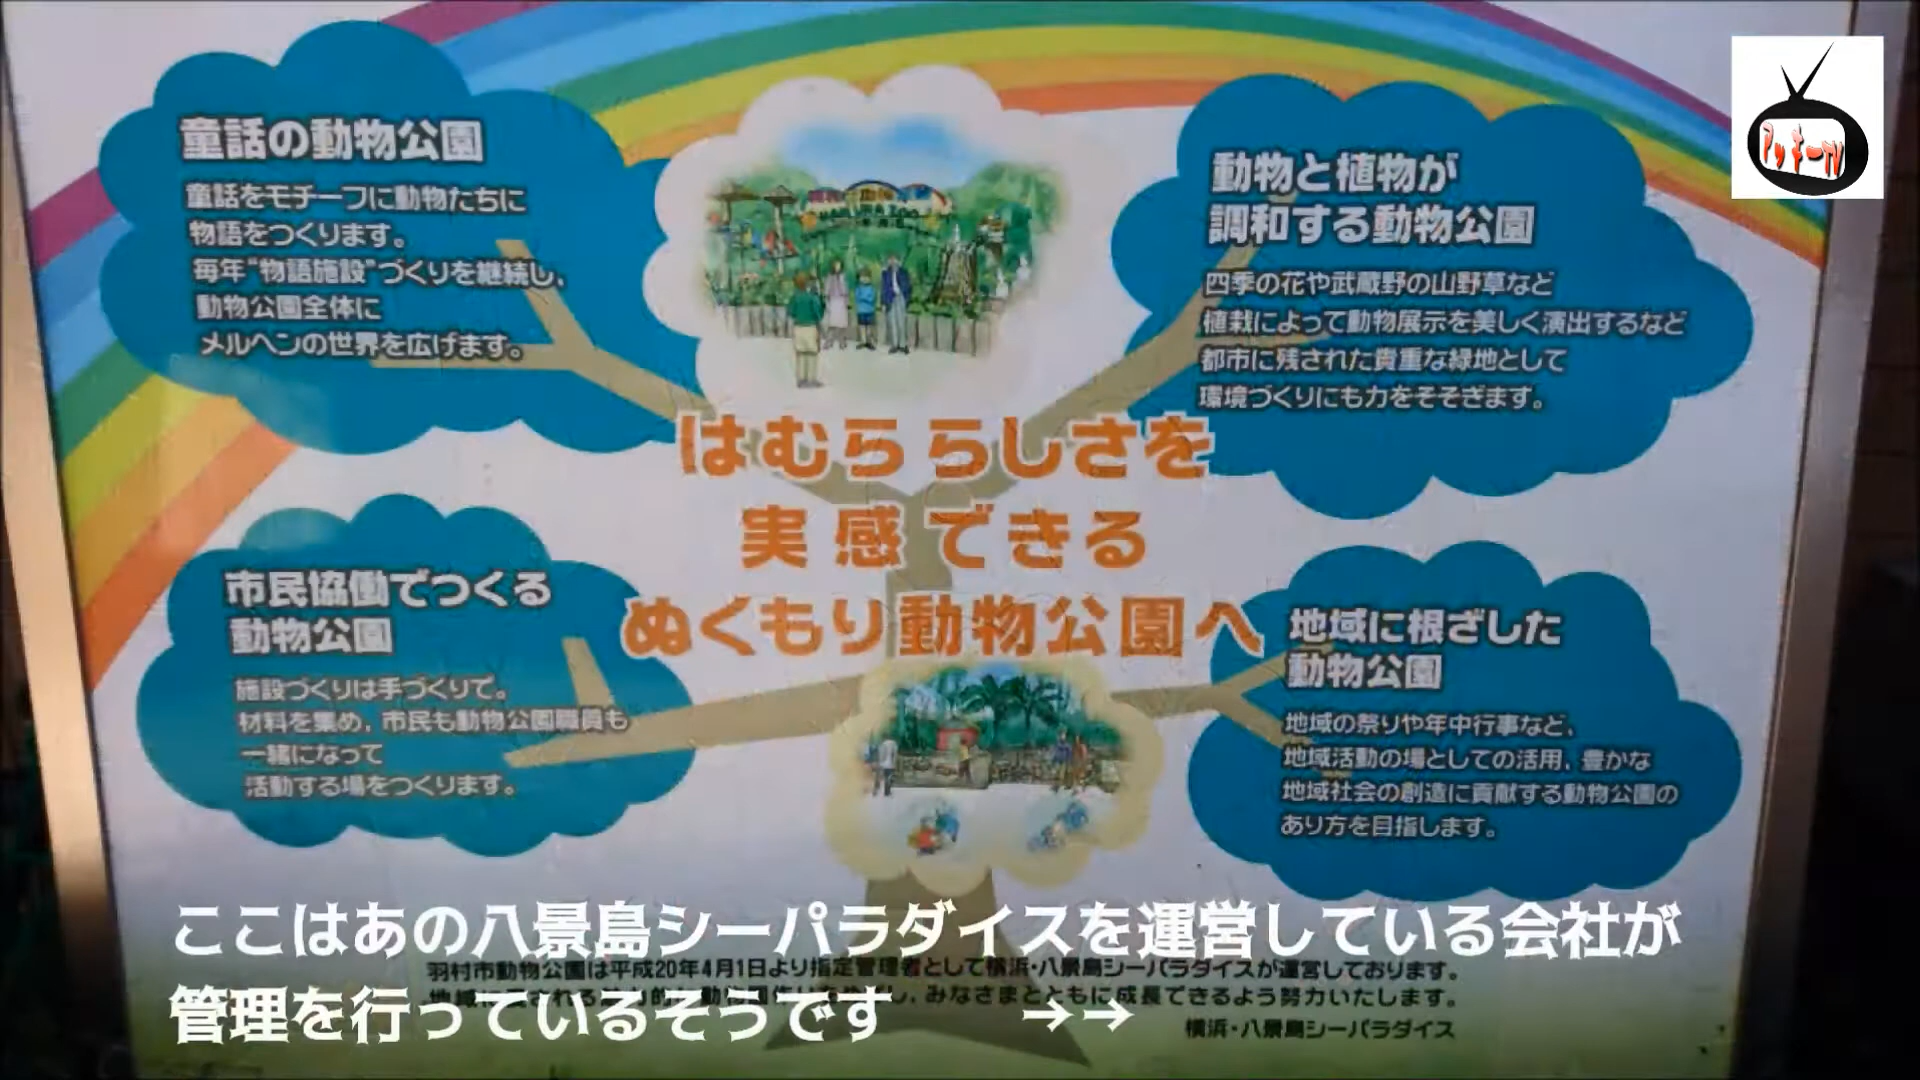 童話の動物公園
童話をモチーフに動物たちに
物語をつくります。
毎年"物語施設"づくりを継続し、
動物公園全体に
メルヘンの世界を広げます。
動物と植物が
調和する動物公園
四季の花や武蔵野の山野草など
植栽によって動物展示を美しく演出するなど
都市に残された貴重な緑地として
環境づくりにも力をそそぎます。
アッキーTV
はむららしさを
実感できる
ぬくもり動物公園へ
市民協働でつくる
動物公園
施設づくりは手づくりで。
材料を集め、市民も動物公園職員も
一緒になって
活動する場をつくります。
地域に根ざした
動物公園
地域の祭りや年中行事など、
地域活動の場としての活用、豊かな
地域社会の創造に貢献する動物公園の
あり方を目指します。
ここはあの八景島シーパラダイスを運営している会社が
管理を行っているそうです →→
羽村市動物公園は平成20年4月1日より指定管理者として横浜・八景島シーパラダイスが運営しております。
みなさまとともに成長できるよう努力いたします。
横浜・八景島シーパラダイス